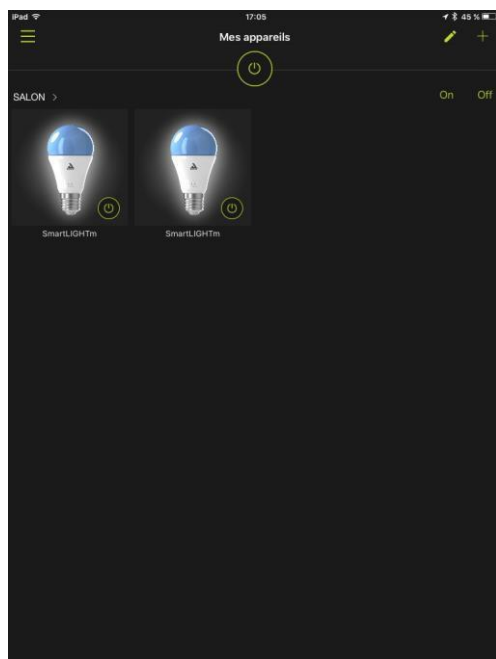 iPad 17:05 45 %
Mes appareils
SALON > On Off
SmartLIGHTm SmartLIGHTm